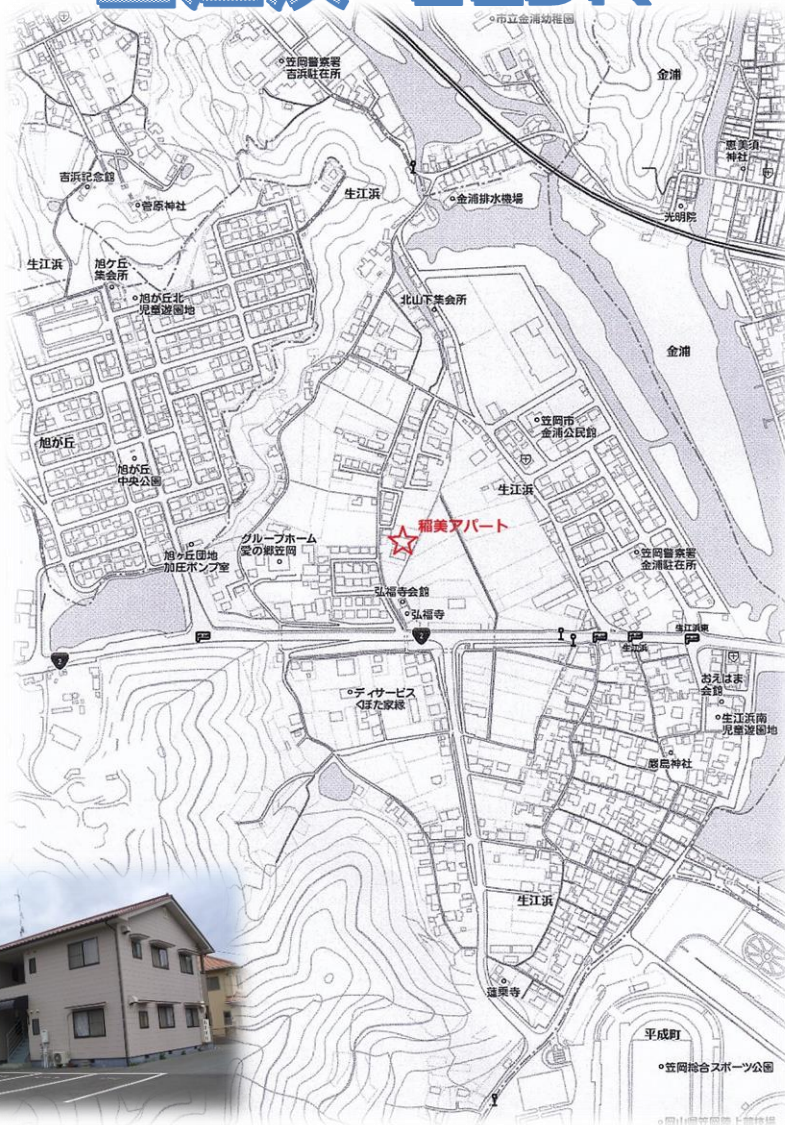 市立金浦幼稚園
笠岡警察署
吉浜駐在所
金浦
恵美須
神社
吉浜記念館
菅原神社
生江浜
金浦排水機場
光明院
生江浜
旭ケ丘
集会所
旭が丘北
児童遊園地
北山下集会所
金浦
旭が丘
旭が丘
中央公園
笠岡市
金浦公民館
生江浜
稲美アパート
旭ヶ丘団地
加圧ポンプ室
グループホーム
愛の郷笠岡
笠岡警察署
金浦駐在所
弘福寺会館
弘福寺
2
2
生江浜
生江浜東
おえはま
会館
デイサービス
くぼた家縁
生江浜南
児童遊園地
嚴島神社
生江浜
蓮乗寺
平成町
笠岡総合スポーツ公園